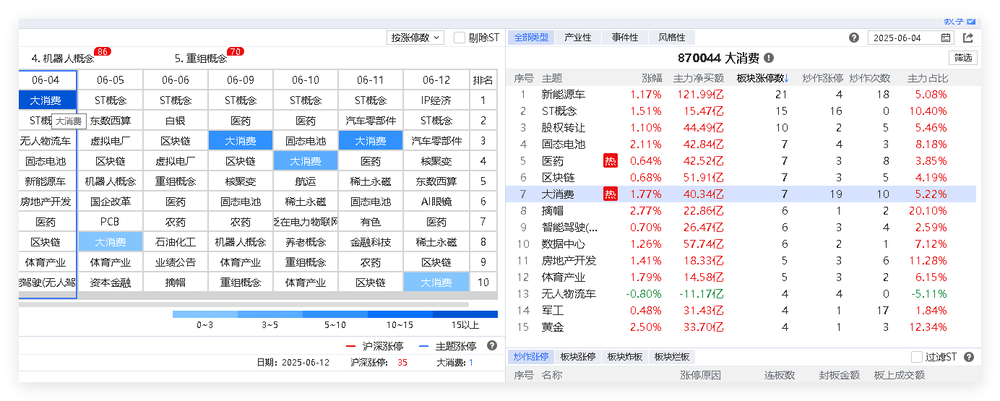 教学
按涨停数 剔除ST
4. 机器人概念 86 5. 重组概念 70
06-04 06-05 06-06 06-09 06-10 06-11 06-12 排名
大消费 ST概念 ST概念 ST概念 ST概念 ST概念 IP经济 1
ST概 大消费 东数西算 白银 医药 医药 汽车零部件 ST概念 2
无人物流车 虚拟电厂 区块链 大消费 固态电池 大消费 汽车零部件 3
固态电池 区块链 虚拟电厂 区块链 大消费 医药 核聚变 4
新能源车 机器人概念 重组概念 核聚变 航运 稀土永磁 东数西算 5
房地产开发 国企改革 医药 固态电池 稀土永磁 固态电池 AI眼镜 6
医药 PCB 农药 农药 泛在电力物联网 有色 医药 7
区块链 大消费 石油化工 机器人概念 养老概念 金融科技 稀土永磁 8
体育产业 体育产业 业绩公告 体育产业 重组概念 农药 区块链 9
驾驶(无人驾 资本金融 摘帽 重组概念 体育产业 区块链 大消费 10
0~3 3~5 5~10 10~15 15以上
沪深涨停 主题涨停 ?
日期: 2025-06-12 沪深涨停: 35 大消费: 1
全部类型 产业性 事件性 风格性 ? 2025-06-04
870044 大消费 筛选
序号 主题 涨幅 主力净买额 板块涨停数↓ 炒作涨停 炒作次数 主力占比
1 新能源车 1.17% 121.99亿 21 4 18 5.08%
2 ST概念 1.51% 15.47亿 15 16 0 10.40%
3 股权转让 1.10% 44.49亿 10 2 5 5.46%
4 固态电池 2.11% 42.84亿 7 4 3 8.18%
5 医药 热 0.64% 42.52亿 7 3 8 3.85%
6 区块链 0.68% 51.91亿 7 3 5 4.19%
7 大消费 热 1.77% 40.34亿 7 19 10 5.22%
8 摘帽 2.77% 22.86亿 6 1 2 20.10%
9 智能驾驶(... 0.70% 26.47亿 6 3 4 2.59%
10 数据中心 1.26% 57.74亿 6 2 1 7.12%
11 房地产开发 1.41% 18.33亿 5 3 6 11.28%
12 体育产业 1.79% 14.58亿 5 3 2 6.15%
13 无人物流车 -0.80% -11.17亿 4 4 0 -5.11%
14 军工 0.48% 31.43亿 4 1 17 1.84%
15 黄金 2.50% 33.70亿 4 1 3 12.34%
炒作涨停 板块涨停 板块炸板 板块烂板 过滤ST ?
序号 名称 涨停原因 连板数 封板金额 板上成交额